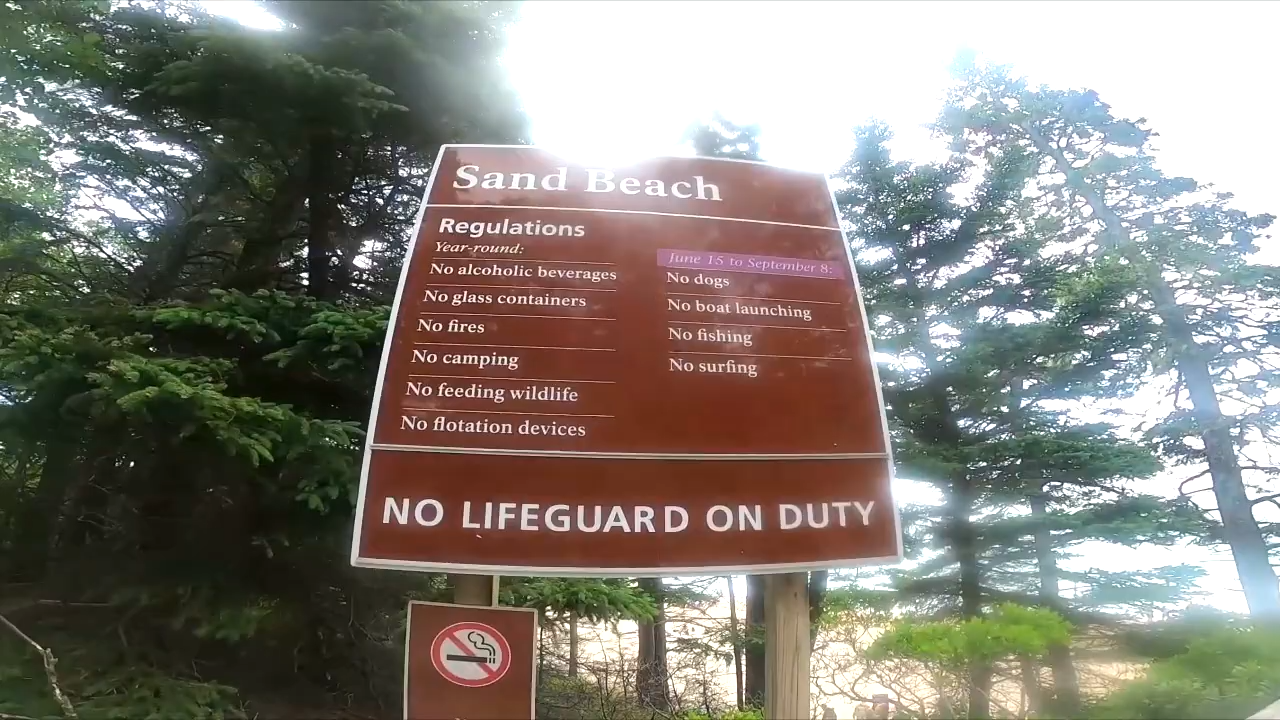 Sand Beach
Regulations
Year-round:
No alcoholic beverages
No glass containers
No fires
No camping
No feeding wildlife
No flotation devices
June 15 to September 8:
No dogs
No boat launching
No fishing
No surfing
NO LIFEGUARD ON DUTY